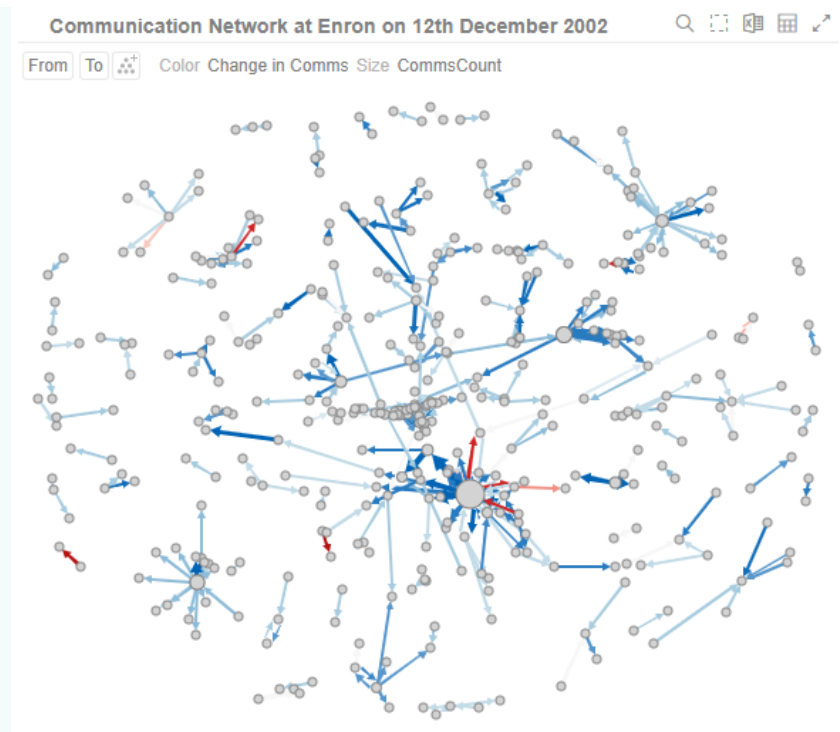 Communication Network at Enron on 12th December 2002
From To Color Change in Comms Size CommsCount